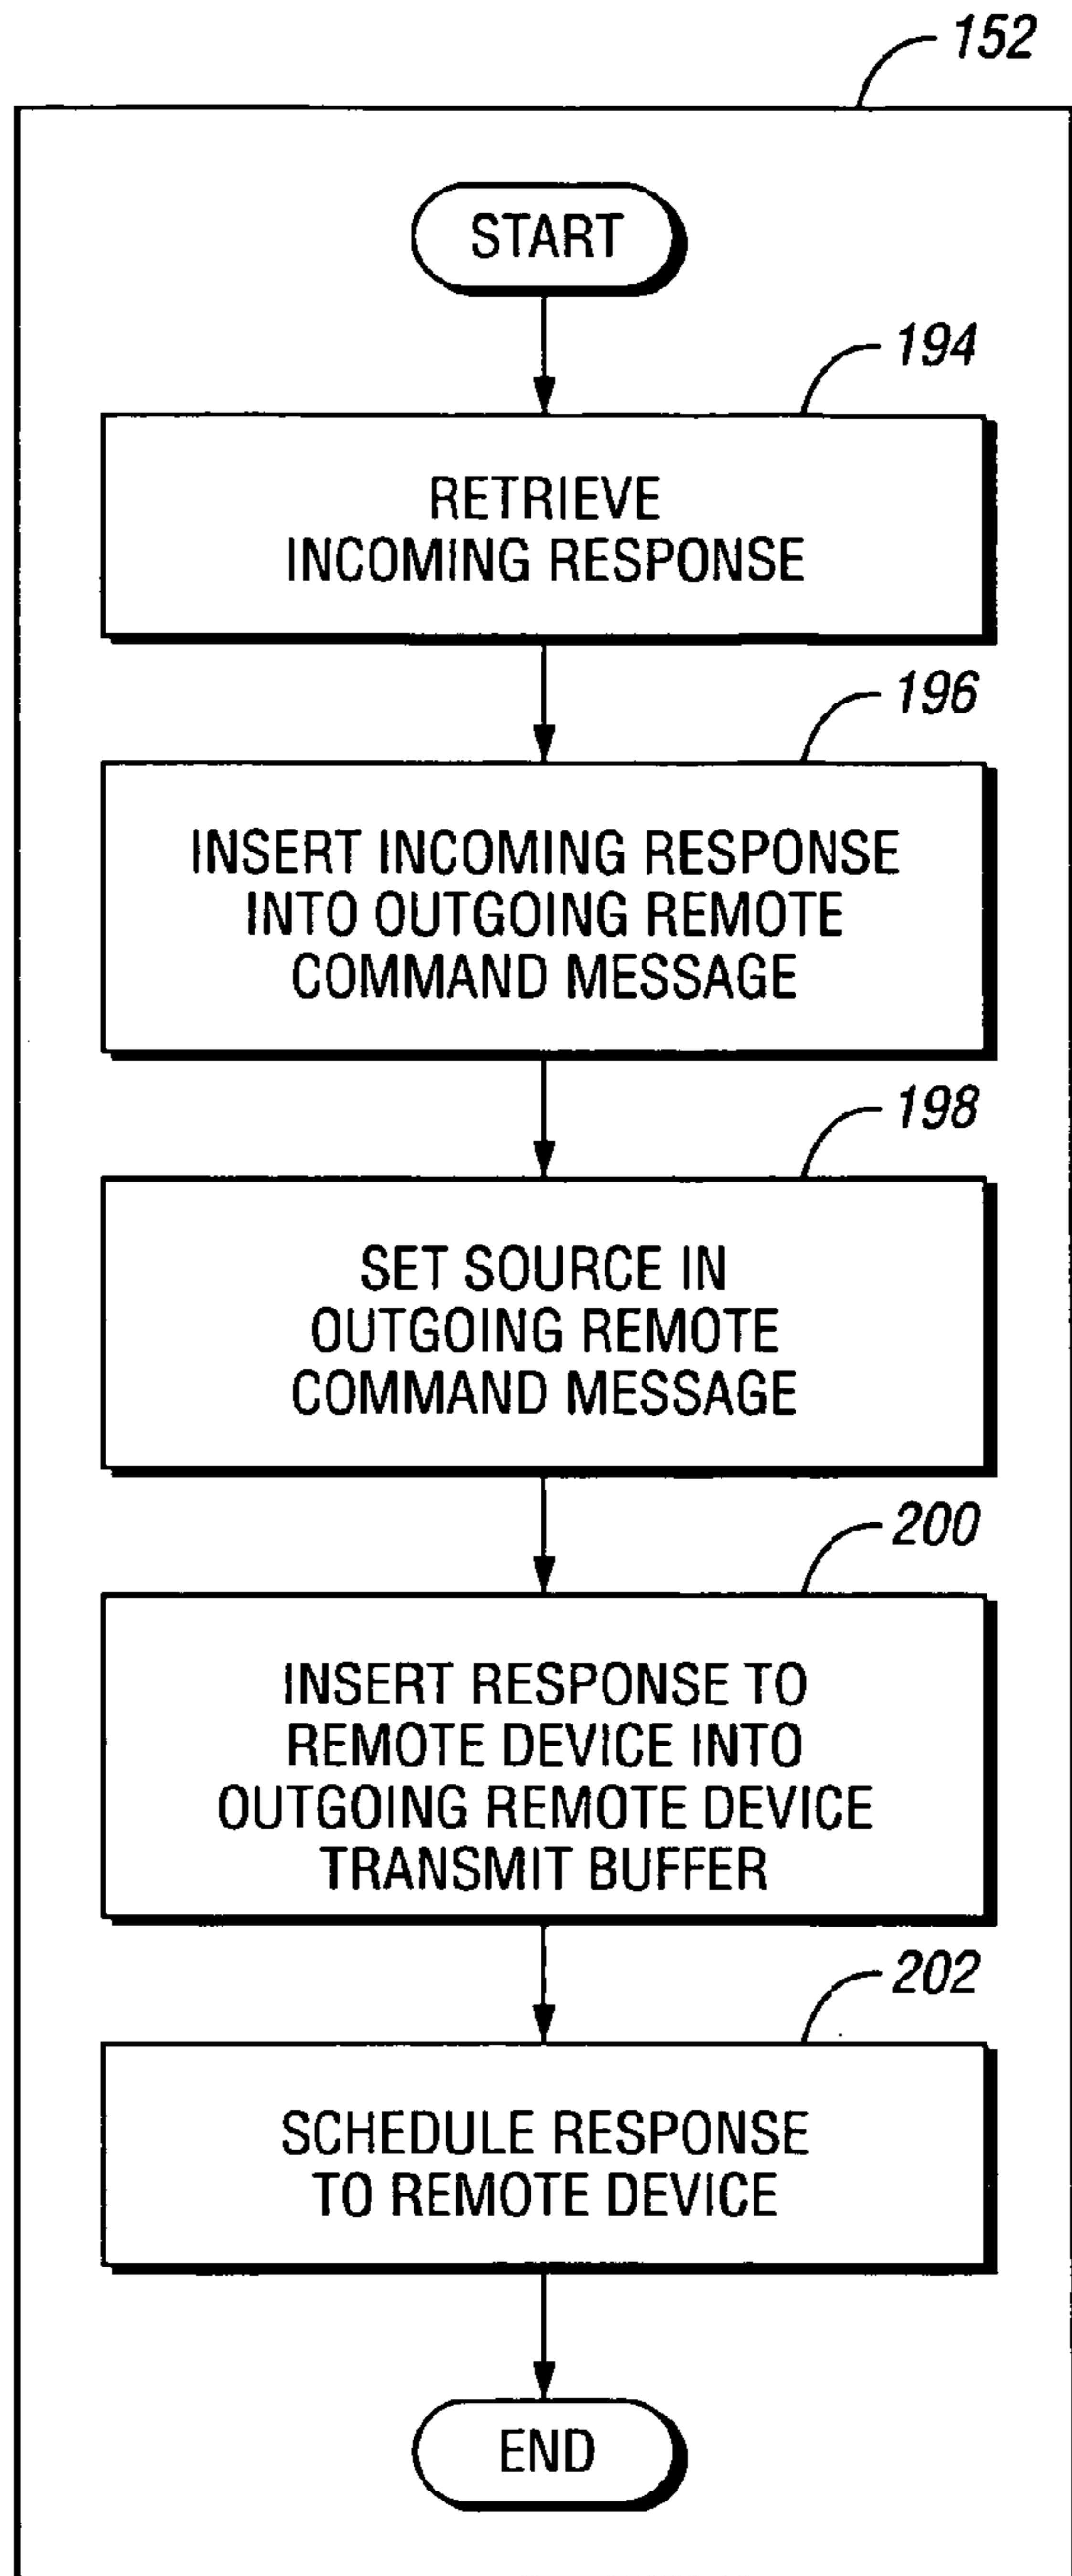 152
START
194
RETRIEVE
INCOMING RESPONSE
196
INSERT INCOMING RESPONSE
INTO OUTGOING REMOTE
COMMAND MESSAGE
198
SET SOURCE IN
OUTGOING REMOTE
COMMAND MESSAGE
200
INSERT RESPONSE TO
REMOTE DEVICE INTO
OUTGOING REMOTE DEVICE
TRANSMIT BUFFER
202
SCHEDULE RESPONSE
TO REMOTE DEVICE
END